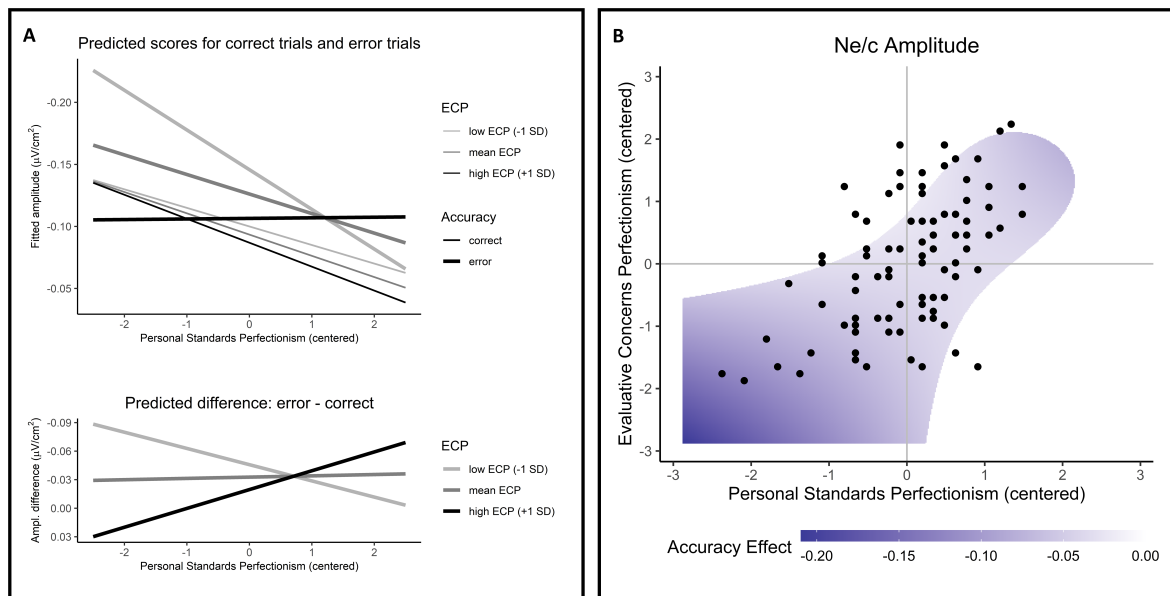 A
Predicted scores for correct trials and error trials
Fitted amplitude (μV/cm²)
-0.20
-0.15
-0.10
-0.05
-2
-1
0
1
2
Personal Standards Perfectionism (centered)
ECP
low ECP (-1 SD)
mean ECP
high ECP (+1 SD)
Accuracy
correct
error
Predicted difference: error - correct
Ampl. difference (μV/cm²)
-0.09
-0.06
-0.03
0.00
0.03
-2
-1
0
1
2
Personal Standards Perfectionism (centered)
ECP
low ECP (-1 SD)
mean ECP
high ECP (+1 SD)
B
Ne/c Amplitude
Evaluative Concerns Perfectionism (centered)
3
2
1
0
-1
-2
-3
-3
-2
-1
0
1
2
3
Personal Standards Perfectionism (centered)
Accuracy Effect
-0.20
-0.15
-0.10
-0.05
0.00